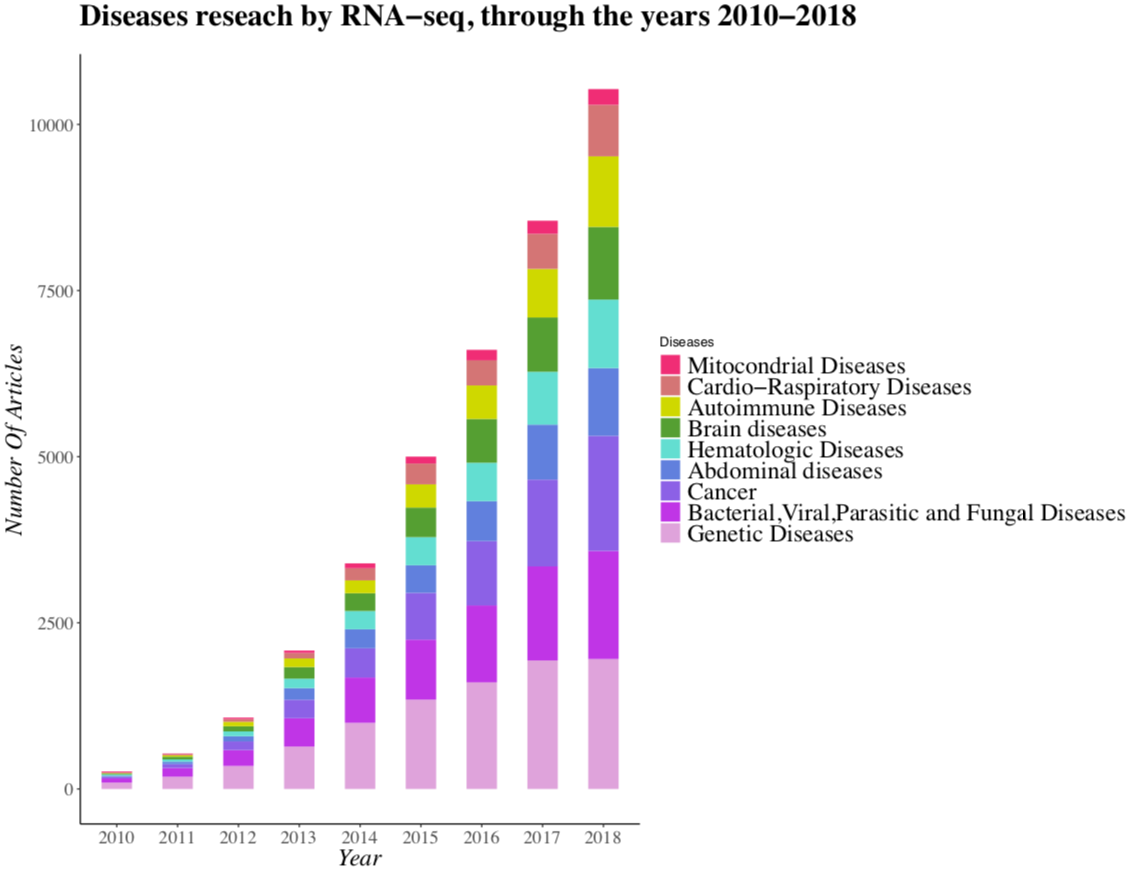 Diseases reseach by RNA−seq, through the years 2010−2018
Number Of Articles
10000
7500
5000
2500
0
2010 2011 2012 2013 2014 2015 2016 2017 2018
Year
Diseases
Mitocondrial Diseases
Cardio−Raspiratory Diseases
Autoimmune Diseases
Brain diseases
Hematologic Diseases
Abdominal diseases
Cancer
Bacterial,Viral,Parasitic and Fungal Diseases
Genetic Diseases